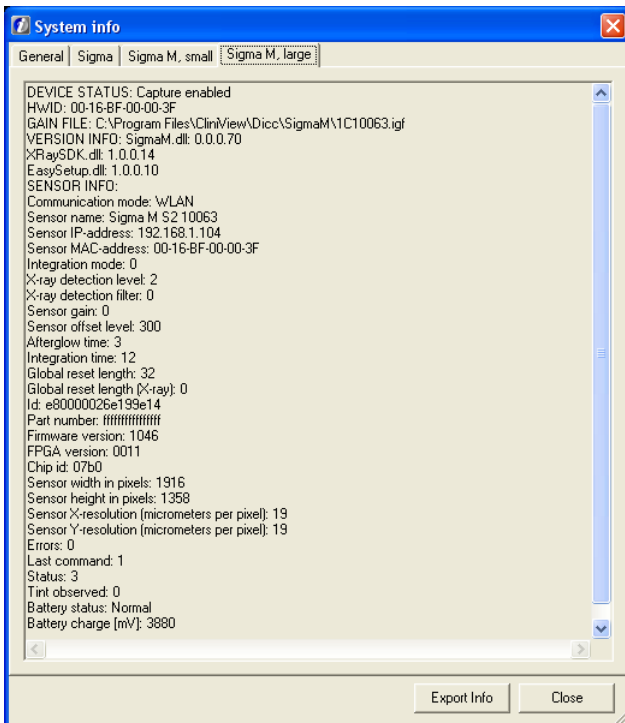 System info
General
Sigma
Sigma M, small
Sigma M, large
DEVICE STATUS: Capture enabled
HWID: 00-16-BF-00-00-3F
GAIN FILE: C:\Program Files\CliniView\Dicc\SigmaM\1C10063.igf
VERSION INFO: SigmaM.dll: 0.0.0.70
XRaySDK.dll: 1.0.0.14
EasySetup.dll: 1.0.0.10
SENSOR INFO:
Communication mode: WLAN
Sensor name: Sigma M S2 10063
Sensor IP-address: 192.168.1.104
Sensor MAC-address: 00-16-BF-00-00-3F
Integration mode: 0
X-ray detection level: 2
X-ray detection filter: 0
Sensor gain: 0
Sensor offset level: 300
Afterglow time: 3
Integration time: 12
Global reset length: 32
Global reset length (X-ray): 0
Id: e80000026e199e14
Part number: ffffffffffffffff
Firmware version: 1046
FPGA version: 0011
Chip id: 07b0
Sensor width in pixels: 1916
Sensor height in pixels: 1358
Sensor X-resolution (micrometers per pixel): 19
Sensor Y-resolution (micrometers per pixel): 19
Errors: 0
Last command: 1
Status: 3
Tint observed: 0
Battery status: Normal
Battery charge [mV]: 3880
Export Info
Close